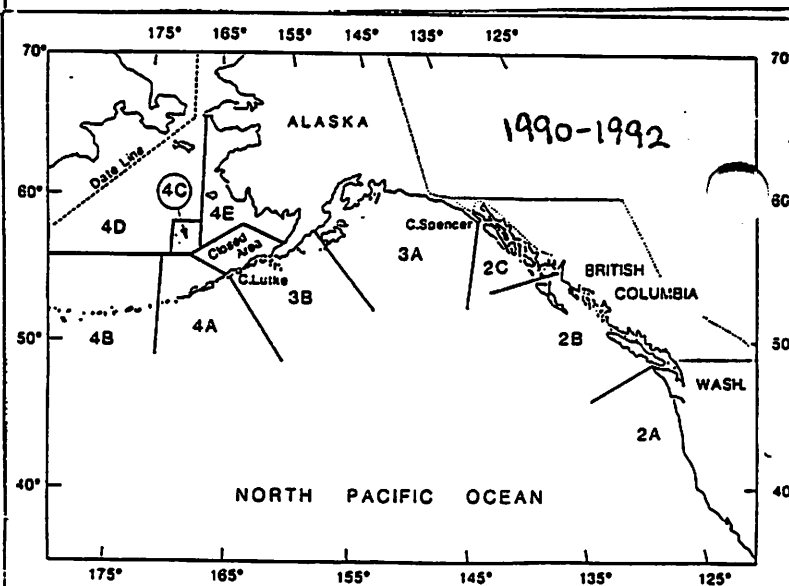 175° 165° 155° 145° 135° 125°
70° 70°
1990-1992
ALASKA
Date Line
60° 4C 60°
4E
4D
C.Spencer
3A
Closed
Area
2C
BRITISH
C.Lutke
COLUMBIA
3B
4A
4B
50° 50°
2B
WASH.
2A
40° 40°
NORTH PACIFIC OCEAN
175° 165° 155° 145° 135° 125°